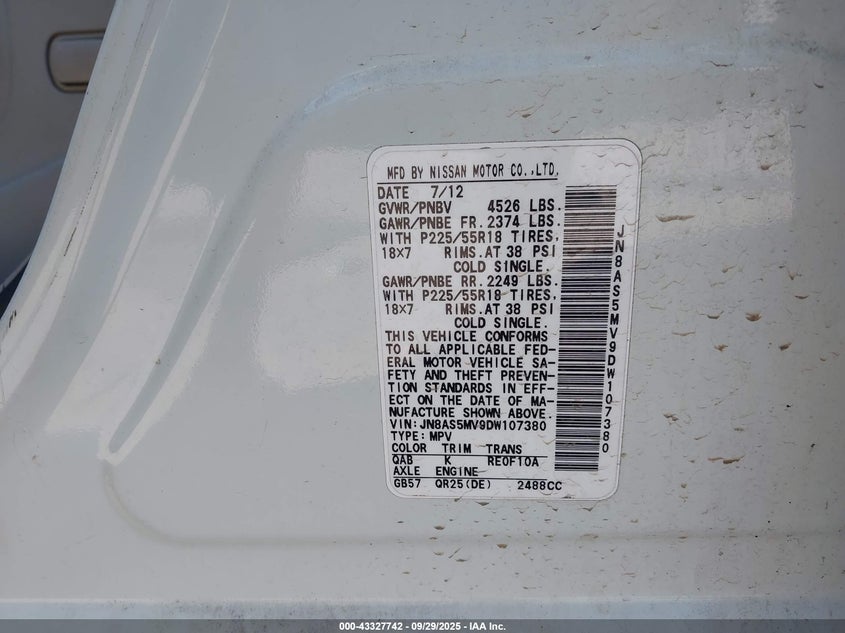 MFD BY NISSAN MOTOR CO.,LTD.
DATE 7/12
GVWR/PNBV 4526 LBS.
GAWR/PNBE FR. 2374 LBS.
WITH P225/55R18 TIRES,
18X7 RIMS.AT 38 PSI
COLD SINGLE.
GAWR/PNBE RR. 2249 LBS.
WITH P225/55R18 TIRES,
18X7 RIMS.AT 38 PSI
COLD SINGLE.
THIS VEHICLE CONFORMS
TO ALL APPLICABLE FED-
ERAL MOTOR VEHICLE SA-
FETY AND THEFT PREVEN-
TION STANDARDS IN EFF-
ECT ON THE DATE OF MA-
NUFACTURE SHOWN ABOVE.
VIN:JN8AS5MV9DW107380
TYPE:MPV
COLOR TRIM TRANS
QAB K RE0F10A
AXLE ENGINE
GB57 QR25(DE) 2488CC
JN8AS5MV9DW107380
000-43327742 - 09/29/2025 - IAA Inc.